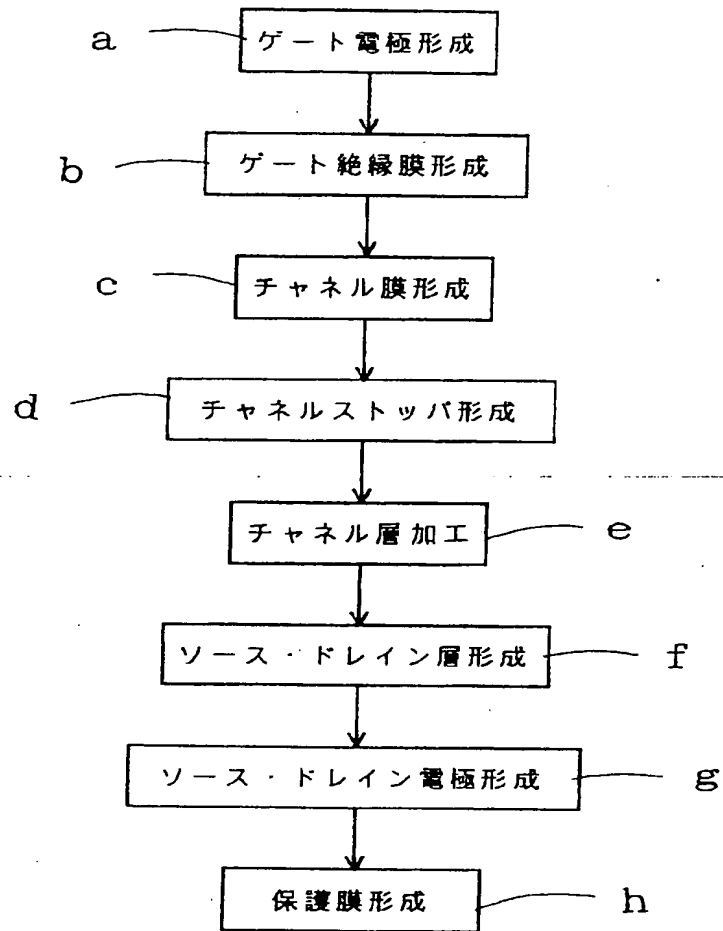 a
ゲート電極形成
b
ゲート絶縁膜形成
c
チャネル膜形成
d
チャネルストッパ形成
チャネル層加工
e
ソース・ドレイン層形成
f
ソース・ドレイン電極形成
g
保護膜形成
h